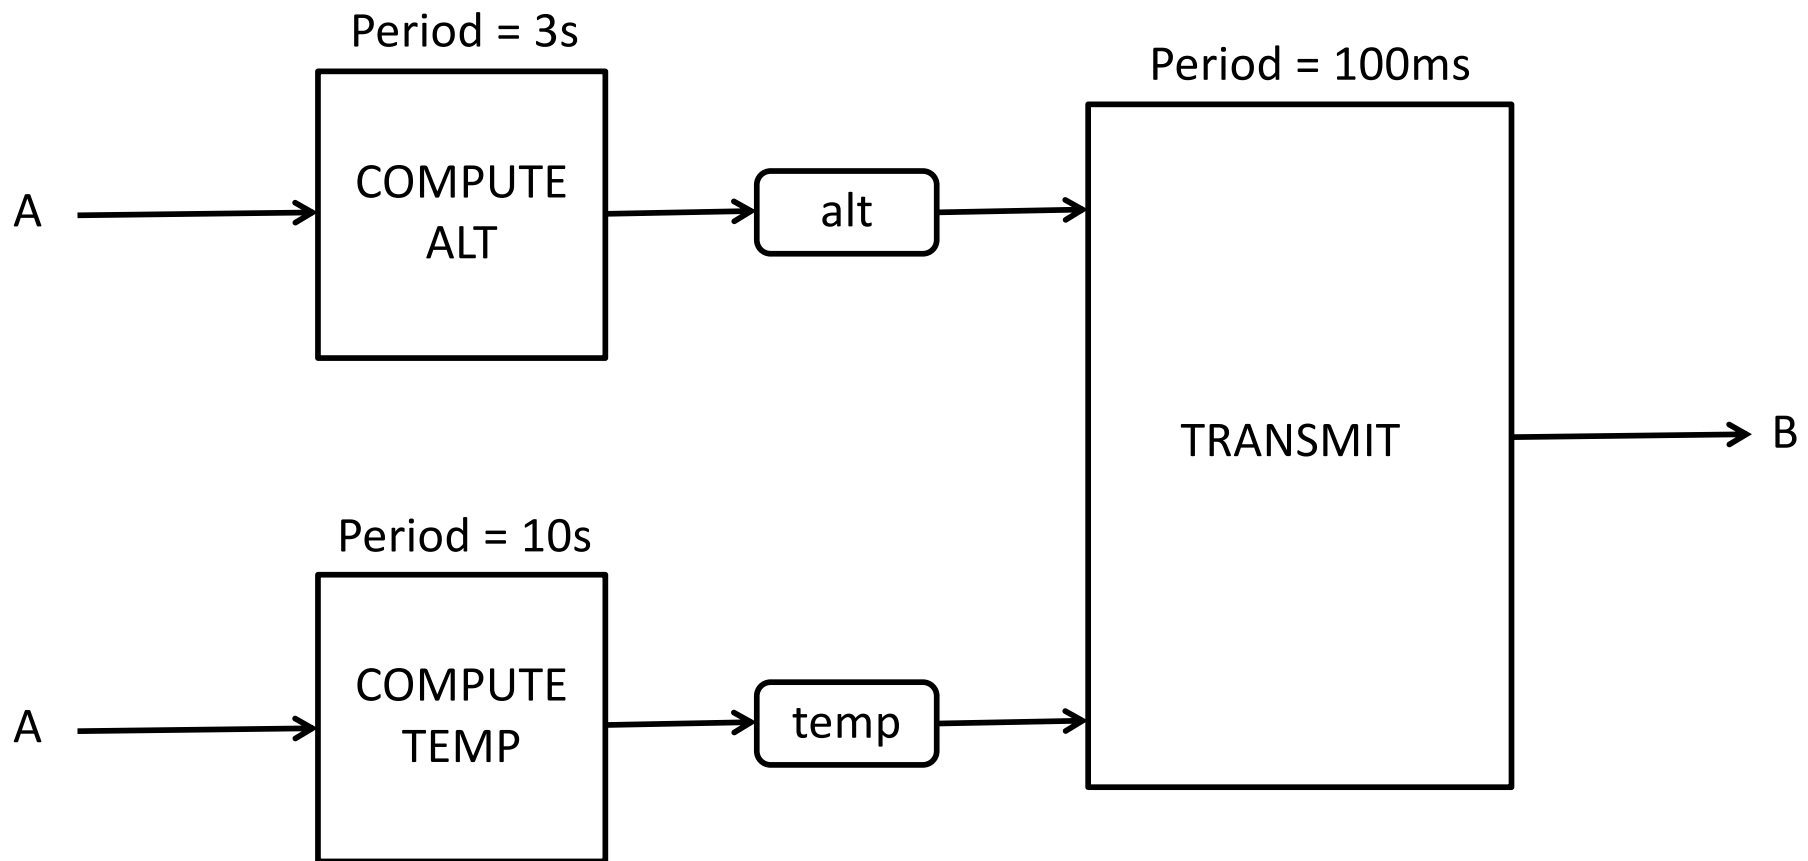 Period = 3s
Period = 100ms
A
COMPUTE
ALT
alt
TRANSMIT
B
Period = 10s
A
COMPUTE
TEMP
temp